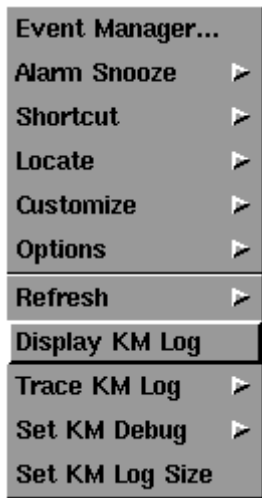 Event Manager...
Alarm Snooze
Shortcut
Locate
Customize
Options
Refresh
Display KM Log
Trace KM Log
Set KM Debug
Set KM Log Size